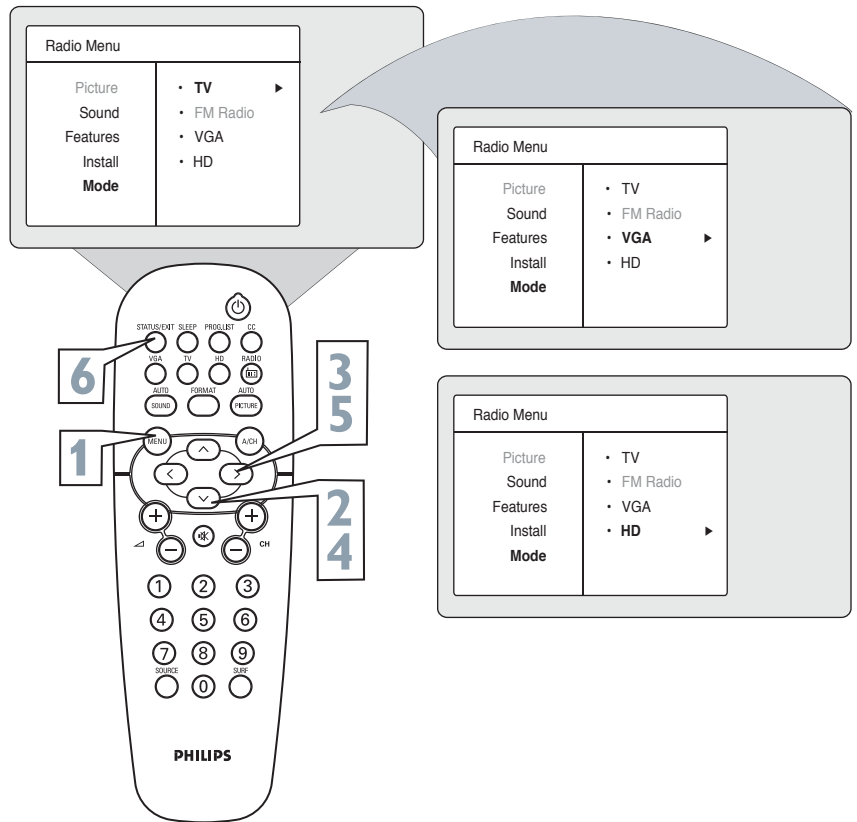 Radio Menu
Picture
Sound
Features
Install
Mode
• TV
• FM Radio
• VGA
• HD
Radio Menu
Picture
Sound
Features
Install
Mode
• TV
• FM Radio
• VGA
• HD
Radio Menu
Picture
Sound
Features
Install
Mode
• TV
• FM Radio
• VGA
• HD
STATUS/EXIT SLEEP PROG.LIST CC
VGA TV HD RADIO
AUTO FORMAT AUTO
SOUND PICTURE
MENU A/CH
CH
1 2 3
4 5 6
7 8 9
SOURCE SURF
0
PHILIPS
6
1
3
5
2
4